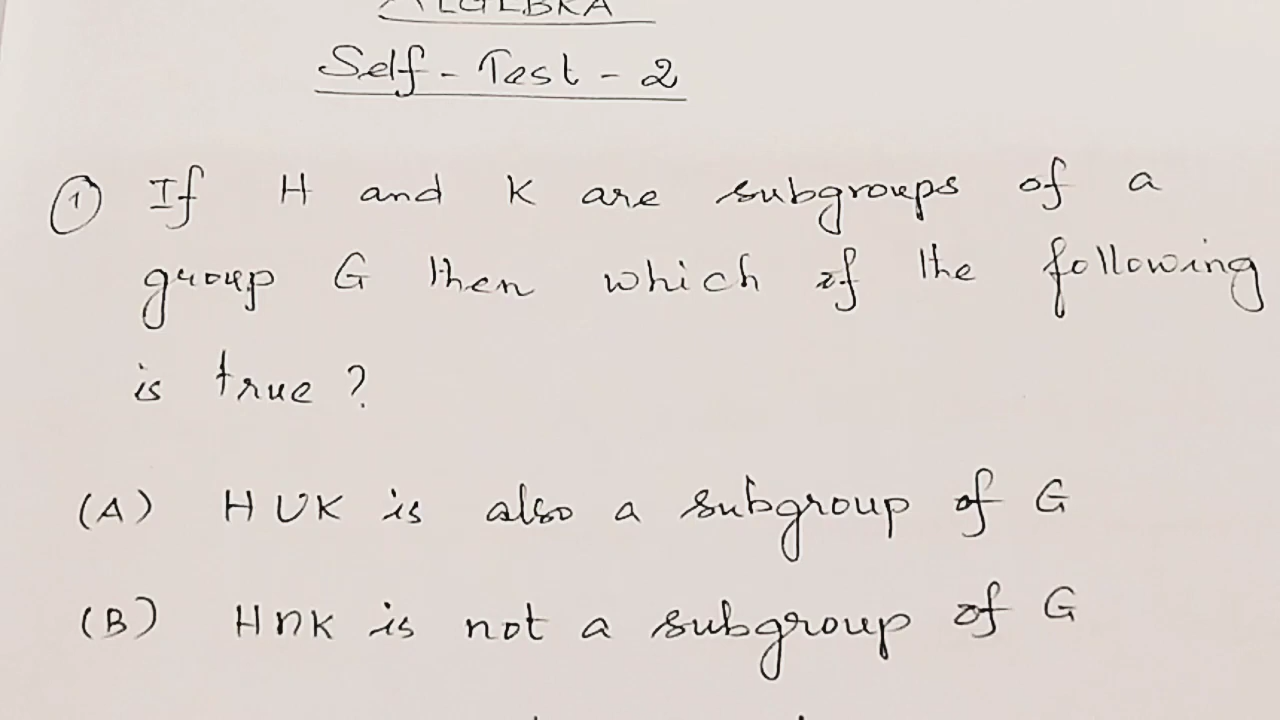 ALGEBRA
Self - Test - 2
① If H and K are subgroups of a
group G then which of the following
is true ?
(A) H ∪ K is also a subgroup of G
(B) H ∩ K is not a subgroup of G